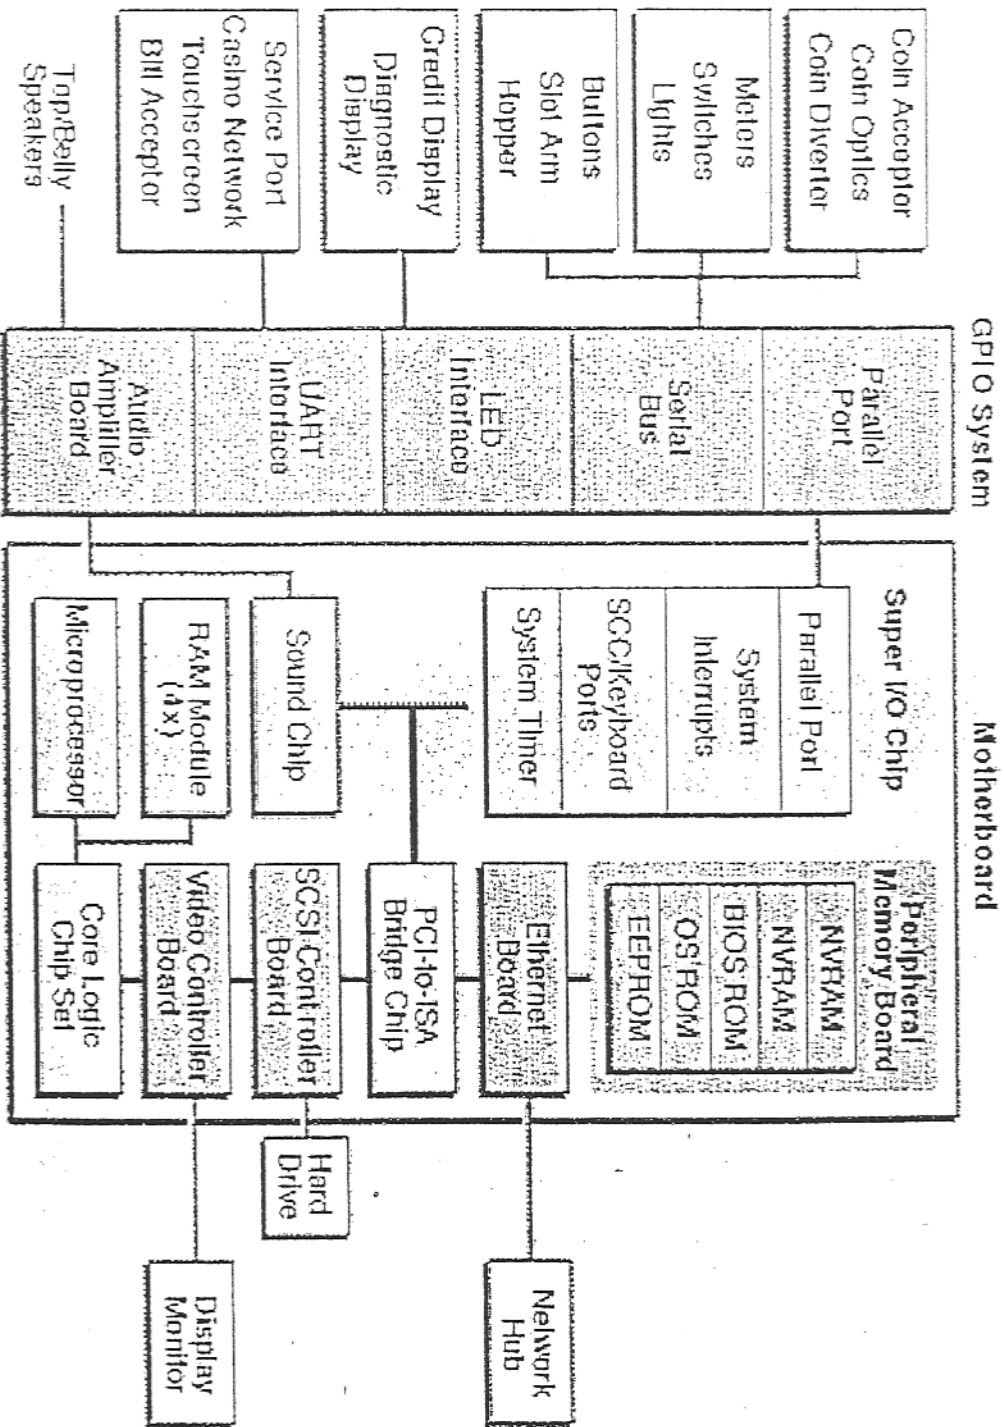 GPIO System
Motherboard
Coin Acceptor
Coin Optics
Coin Divertor
Meters
Switches
Lights
Buttons
Slot Arm
Hopper
Credit Display
Diagnostic
Display
Service Port
Casino Network
Touchscreen
Bill Acceptor
Top/Belly
Speakers
Parallel
Port
Serial
Bus
LED
Interface
UART
Interface
Audio
Amplifier
Board
Super I/O Chip
Parallel Port
System
Interrupts
SCC/Keyboard
Ports
System Timer
Sound Chip
RAM Module
(4x)
Microprocessor
Peripheral
Memory Board
NVRAM
NVRAM
BIOS ROM
OS ROM
EEPROM
Ethernet
Board
PCI-to-ISA
Bridge Chip
SCSI Controller
Board
Video Controller
Board
Core Logic
Chip Set
Network
Hub
Hard
Drive
Display
Monitor